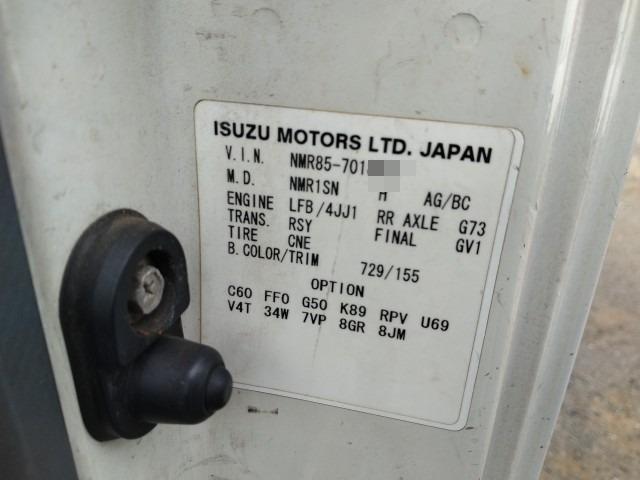 ISUZU MOTORS LTD. JAPAN
V.I.N. NMR85-701
M.D. NMR1SN H AG/BC
ENGINE LFB/4JJ1 RR AXLE G73
TRANS. RSY FINAL GV1
TIRE CNE
B.COLOR/TRIM 729/155
OPTION
C60 FF0 G50 K89 RPV U69
V4T 34W 7VP 8GR 8JM